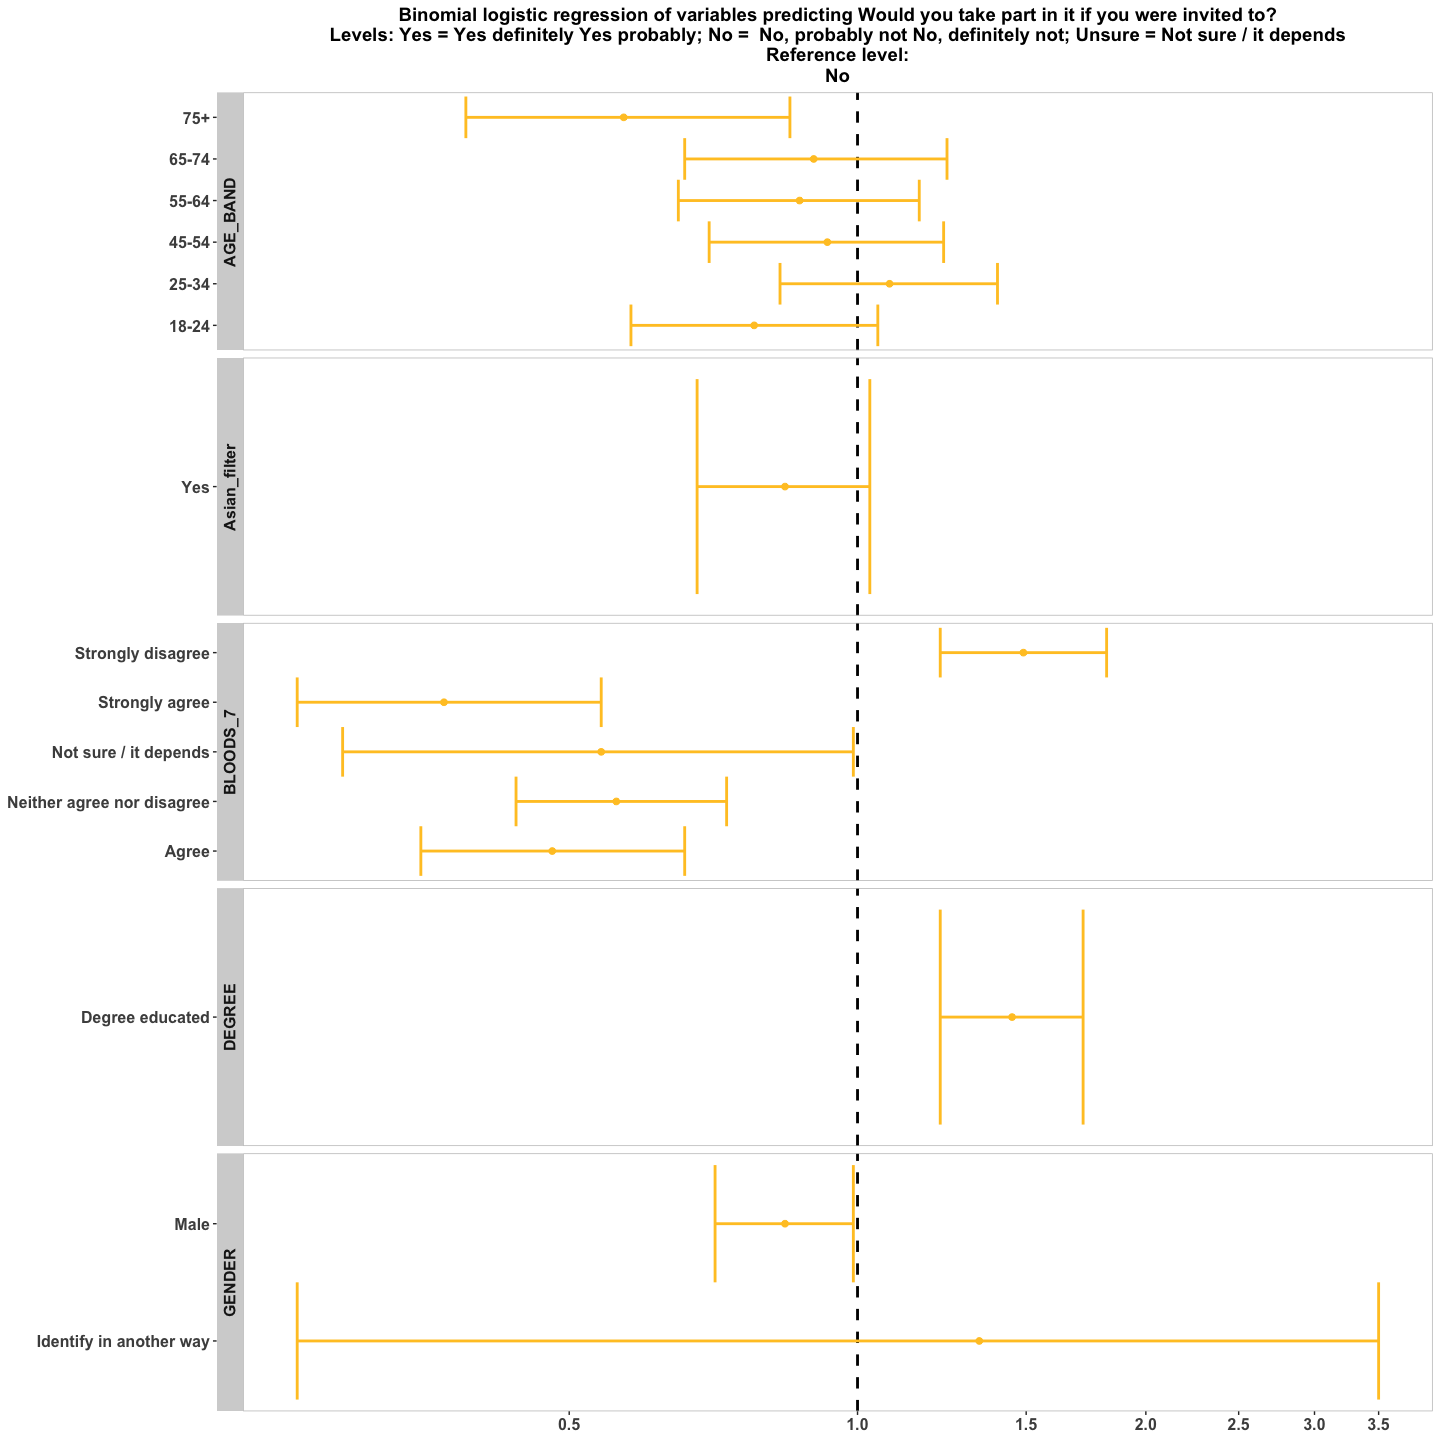 Binomial logistic regression of variables predicting Would you take part in it if you were invited to?
Levels: Yes = Yes definitely Yes probably; No =  No, probably not No, definitely not; Unsure = Not sure / it depends
Reference level:
No
AGE_BAND
75+
65-74
55-64
45-54
25-34
18-24
Asian_filter
Yes
BLOODS_7
Strongly disagree
Strongly agree
Not sure / it depends
Neither agree nor disagree
Agree
DEGREE
Degree educated
GENDER
Male
Identify in another way
0.5 1.0 1.5 2.0 2.5 3.0 3.5